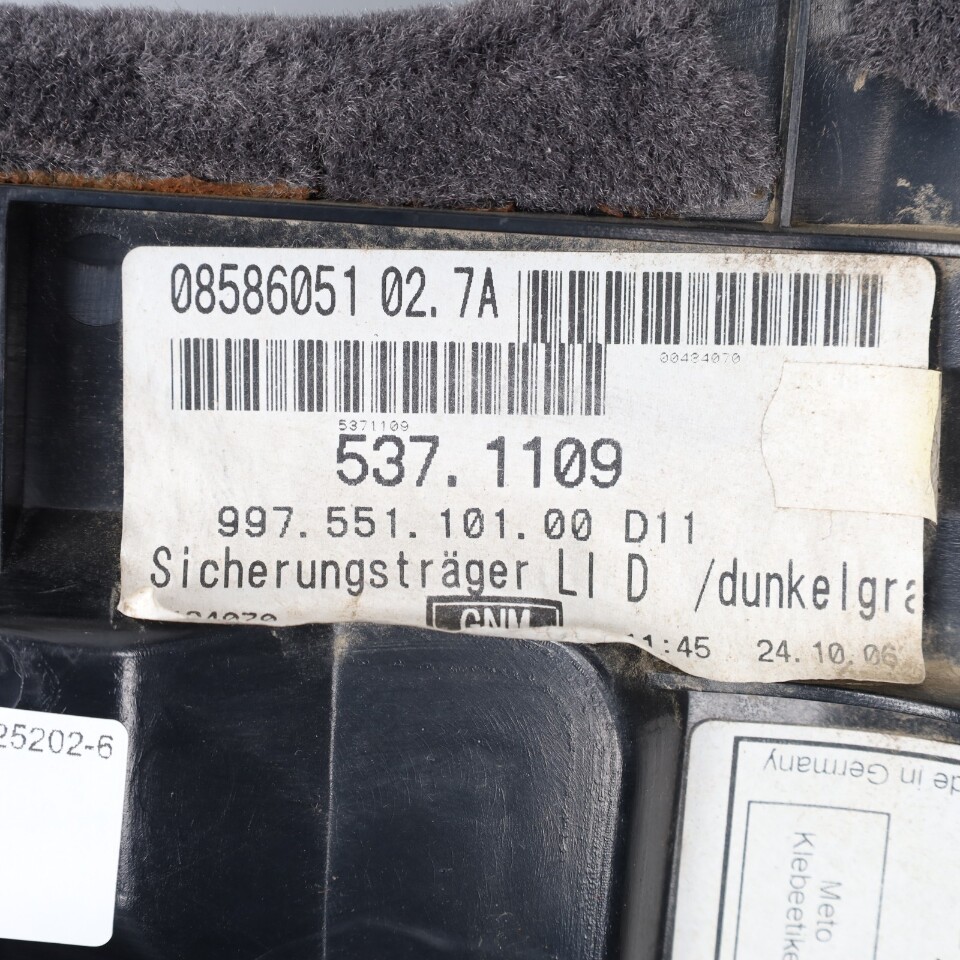 08586051 02.7A
00484070
5371109
537.1109
997.551.101.00 D11
Sicherungsträger LI D /dunkelgra
GNM
11:45 24.10.06
25202-6
de in Germany
Meto
Klebeetike